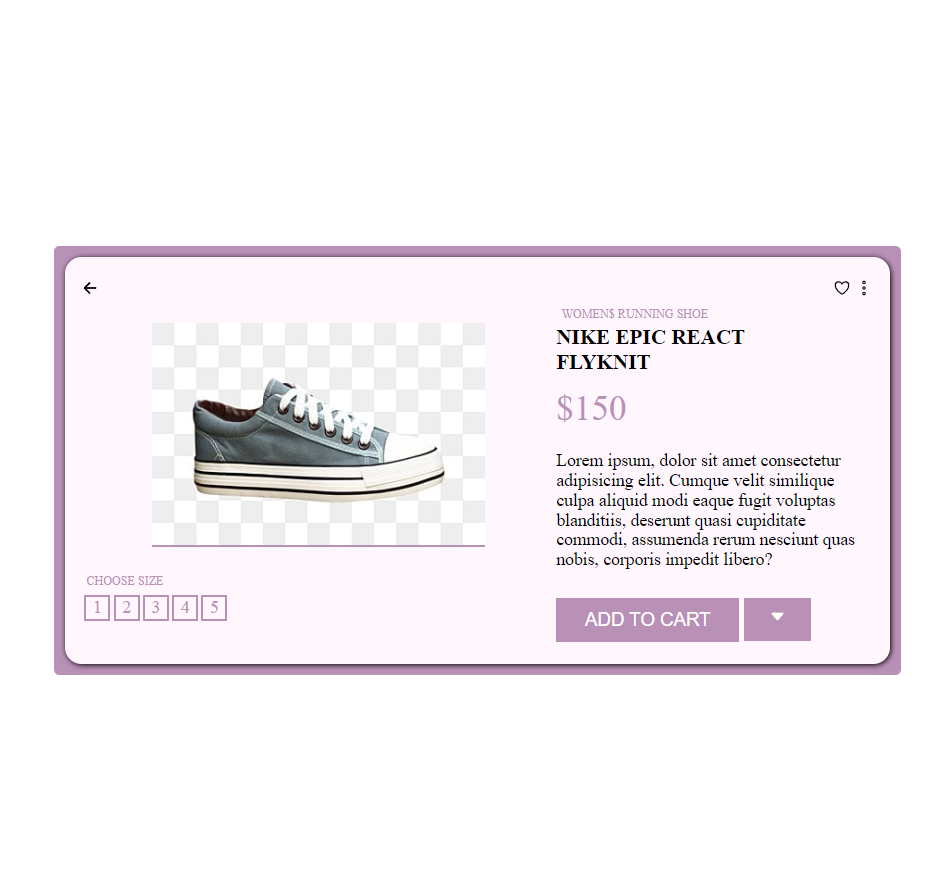 WOMEN$ RUNNING SHOE
NIKE EPIC REACT
FLYKNIT
$150
Lorem ipsum, dolor sit amet consectetur
adipisicing elit. Cumque velit similique
culpa aliquid modi eaque fugit voluptas
blanditiis, deserunt quasi cupiditate
commodi, assumenda rerum nesciunt quas
nobis, corporis impedit libero?
CHOOSE SIZE
1 2 3 4 5
ADD TO CART